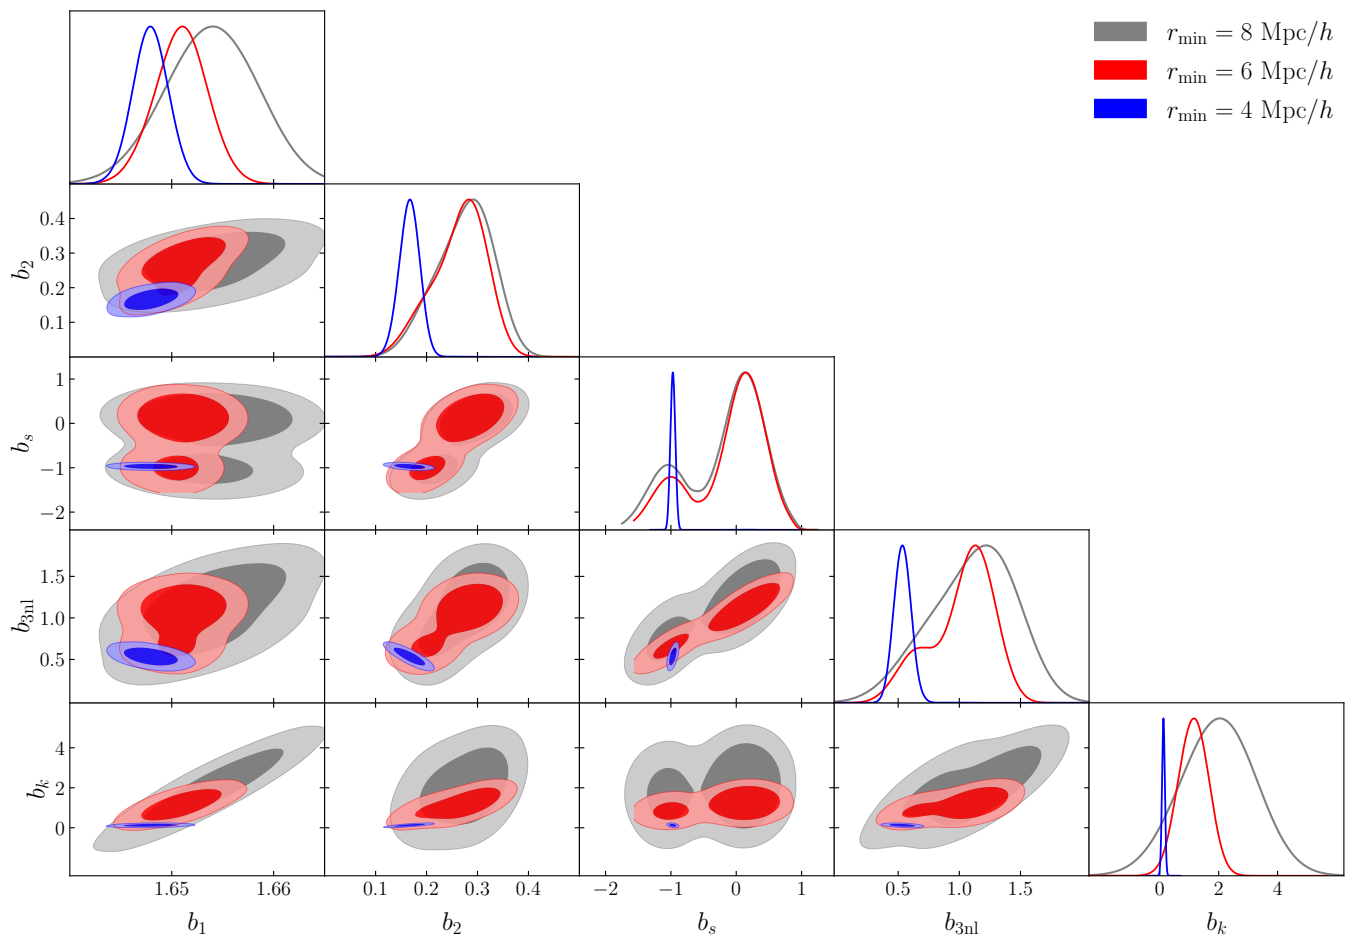 r_min = 8 Mpc/h
r_min = 6 Mpc/h
r_min = 4 Mpc/h
0.4
0.3
0.2
0.1
b_2
1
0
−1
−2
b_s
1.5
1.0
0.5
b_3nl
4
2
0
b_k
1.65 1.66
0.1 0.2 0.3 0.4
−2 −1 0 1
0.5 1.0 1.5
0 2 4
b_1 b_2 b_s b_3nl b_k